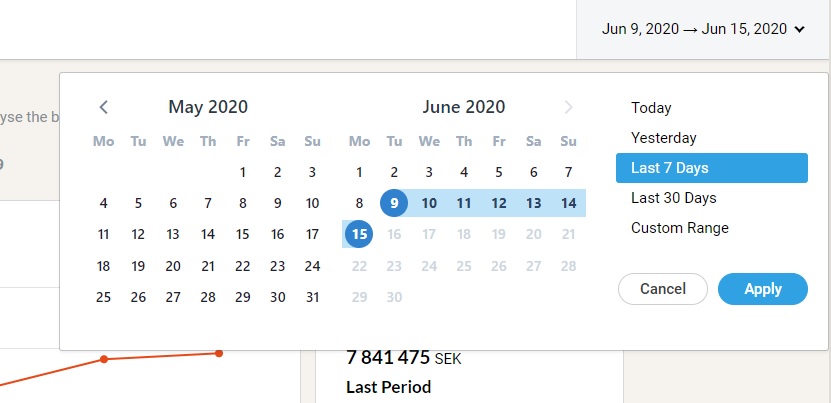 Jun 9, 2020 → Jun 15, 2020
yse the b
9
May 2020
Mo Tu We Th Fr Sa Su
1 2 3
4 5 6 7 8 9 10
11 12 13 14 15 16 17
18 19 20 21 22 23 24
25 26 27 28 29 30 31
June 2020
Mo Tu We Th Fr Sa Su
1 2 3 4 5 6 7
8 9 10 11 12 13 14
15 16 17 18 19 20 21
22 23 24 25 26 27 28
29 30
Today
Yesterday
Last 7 Days
Last 30 Days
Custom Range
Cancel Apply
7 841 475 SEK
Last Period